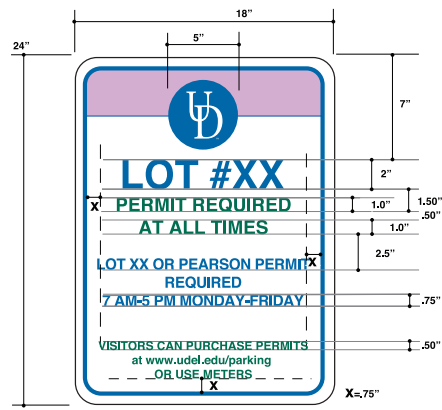 18"
24"
5"
UD
7"
LOT #XX
2"
X
PERMIT REQUIRED
1.0"
1.50"
.50"
AT ALL TIMES
1.0"
2.5"
LOT XX OR PEARSON PERMIT
X
REQUIRED
7 AM-5 PM MONDAY-FRIDAY
.75"
VISITORS CAN PURCHASE PERMITS
.50"
at www.udel.edu/parking
OR USE METERS
X
X=.75"